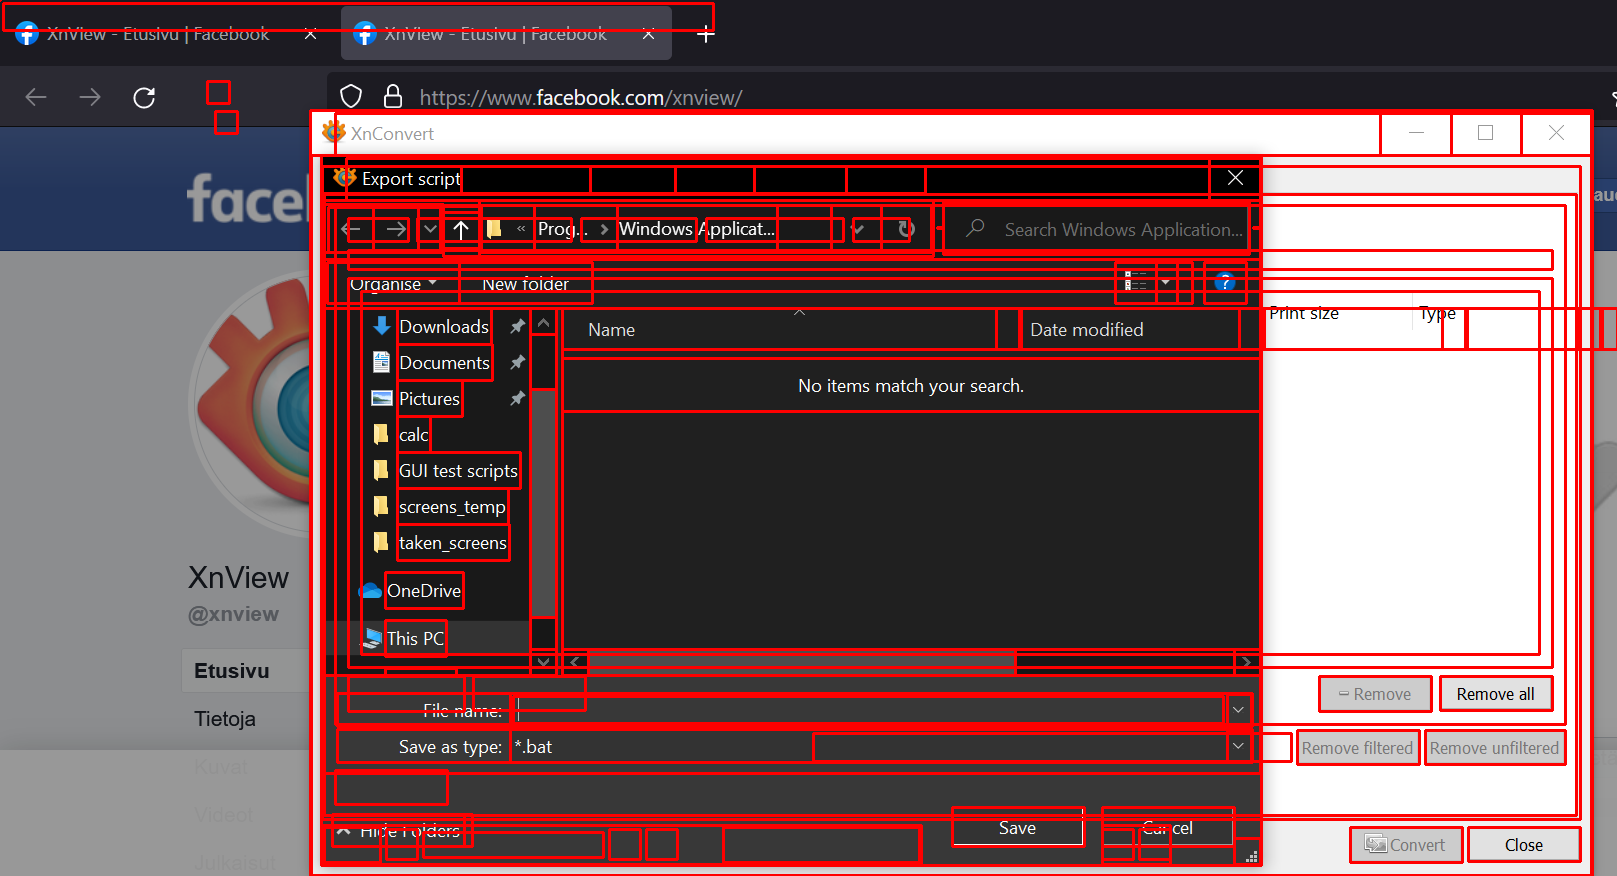 XnView - Etusivu | Facebook
XnView - Etusivu | Facebook
https://www.facebook.com/xnview/
XnConvert
Export script
« Prog... Windows Applicat...
Search Windows Application...
Organise
New folder
?
Print size
Type
Name
Date modified
No items match your search.
Downloads
Documents
Pictures
calc
GUI test scripts
screens_temp
taken_screens
OneDrive
This PC
XnView
@xnview
Etusivu
Tietoja
Kuvat
Videot
Julkaisut
Remove
Remove all
File name:
Save as type: *.bat
Remove filtered
Remove unfiltered
Hide Folders
Save
Cancel
Convert
Close